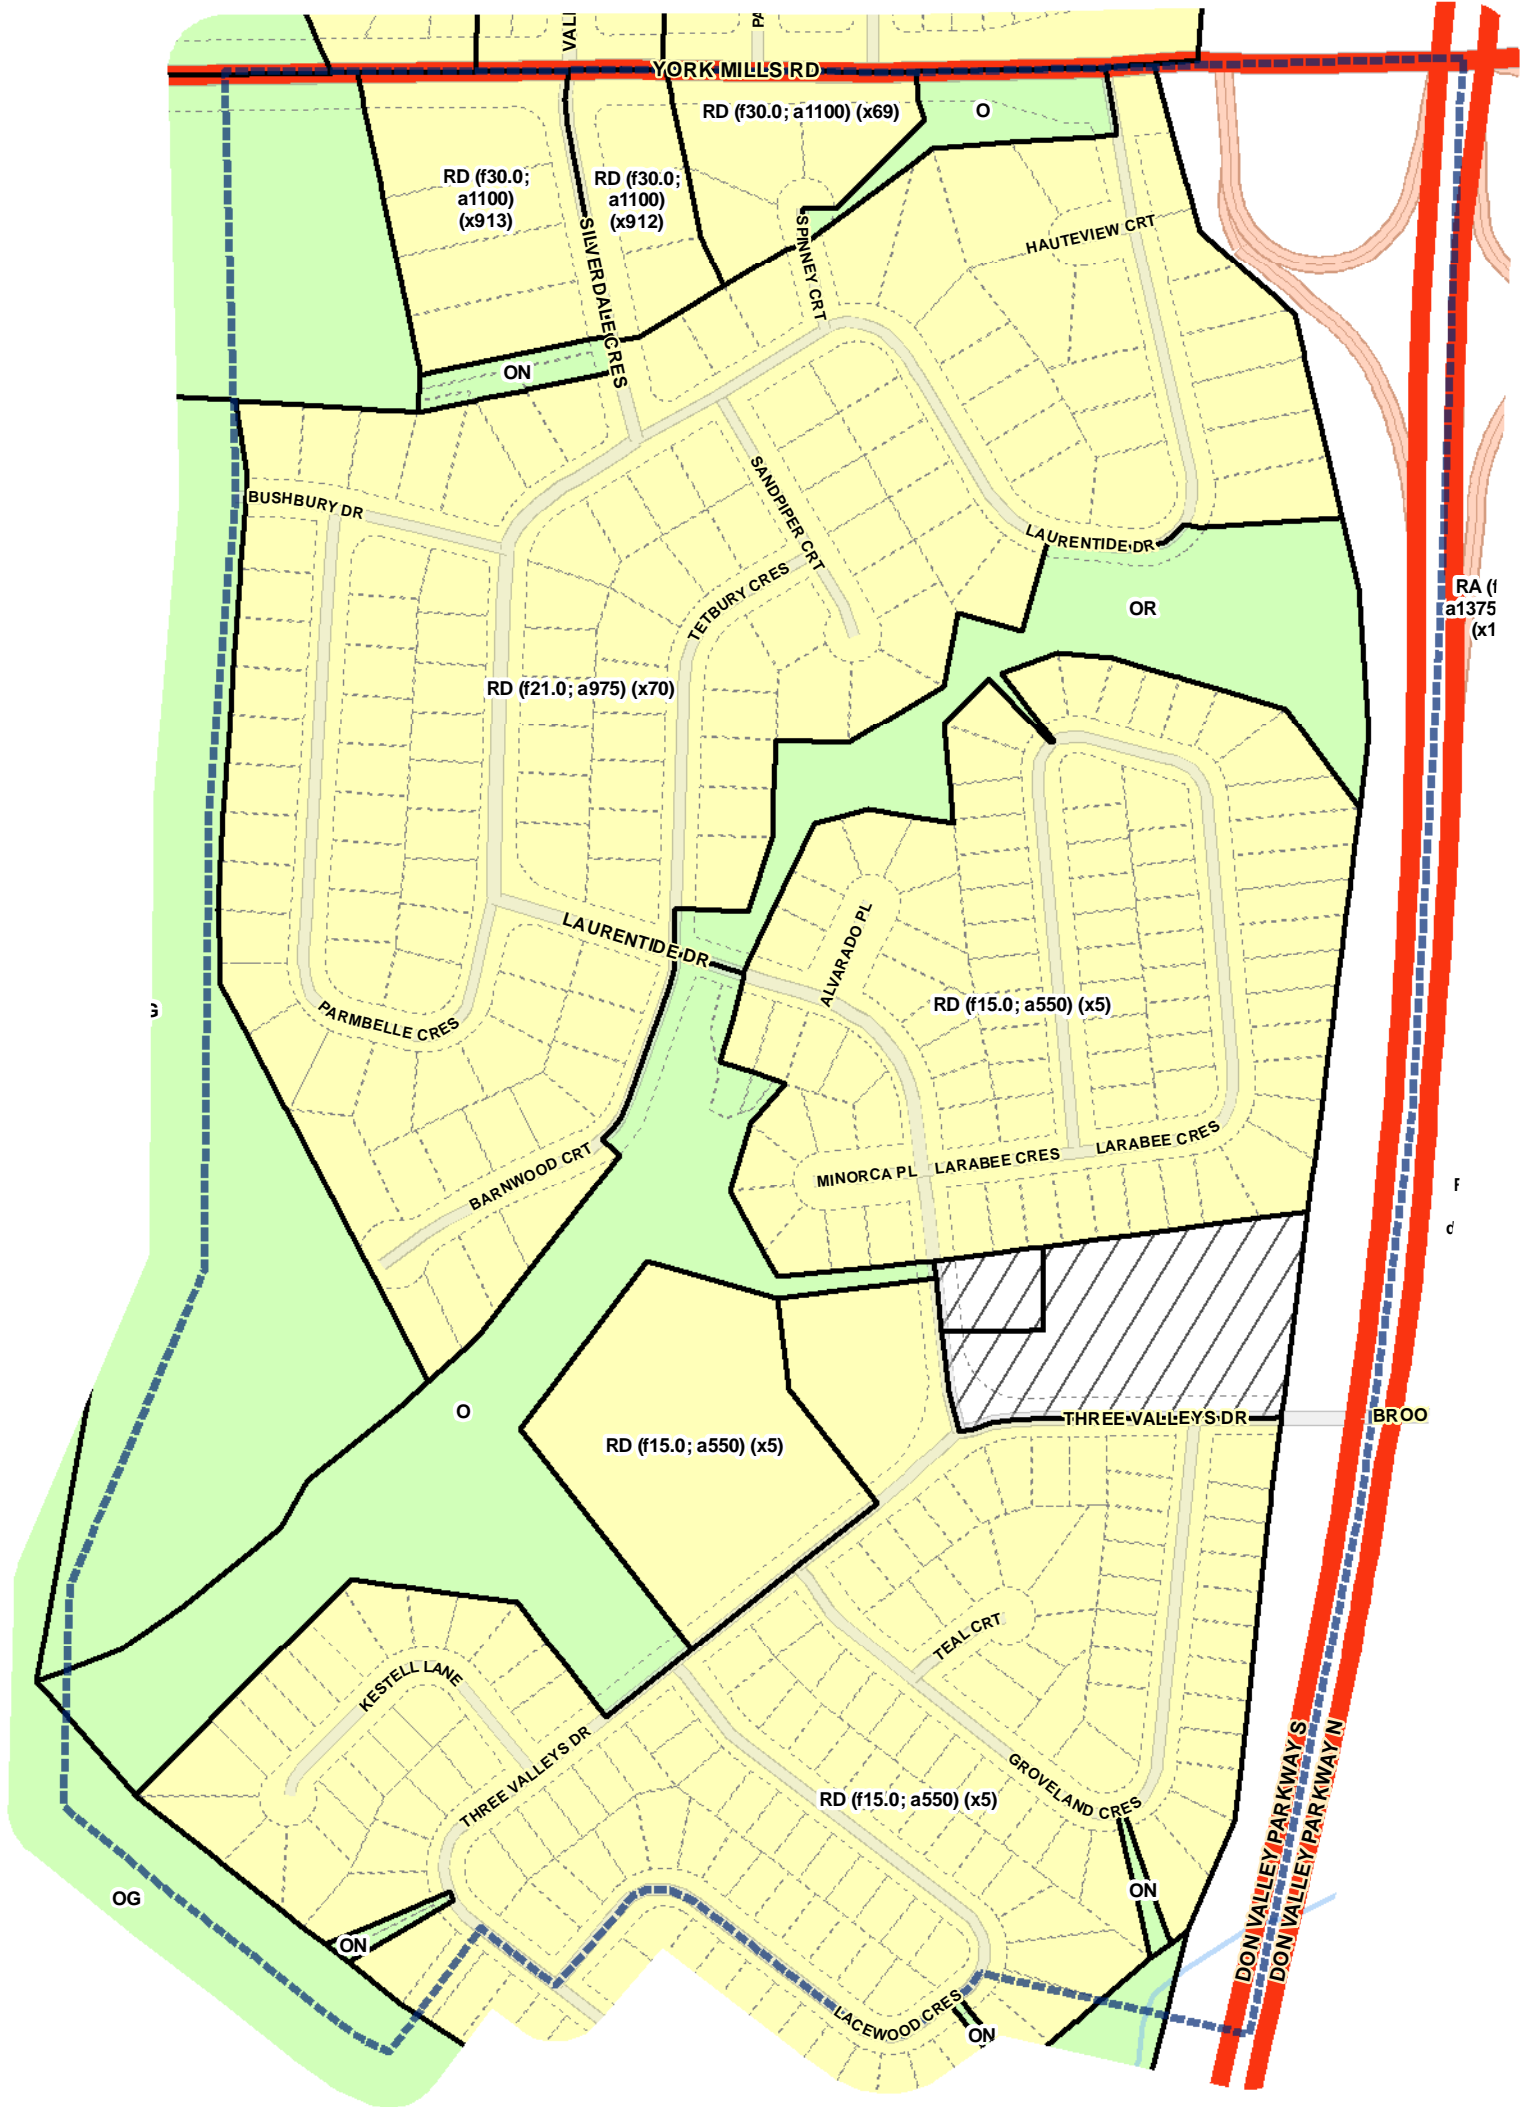 YORK MILLS RD
RD (f30.0; a1100) (x69)
O
RD (f30.0;
a1100)
(x913)
RD (f30.0;
a1100)
(x912)
SILVERDALE CRES
SPINNEY CRT
HAUTEVIEW CRT
ON
BUSHBURY DR
SANDPIPER CRT
LAURENTIDE DR
TETBURY CRES
OR
RA (f
a1375
(x1
RD (f21.0; a975) (x70)
LAURENTIDE DR
ALVARADO PL
RD (f15.0; a550) (x5)
PARMBELLE CRES
BARNWOOD CRT
MINORCA PL
LARABEE CRES
LARABEE CRES
O
RD (f15.0; a550) (x5)
THREE VALLEYS DR
BROO
TEAL CRT
KESTELL LANE
THREE VALLEYS DR
GROVELAND CRES
RD (f15.0; a550) (x5)
DON VALLEY PARKWAY S
DON VALLEY PARKWAY N
OG
ON
ON
LACEWOOD CRES
ON